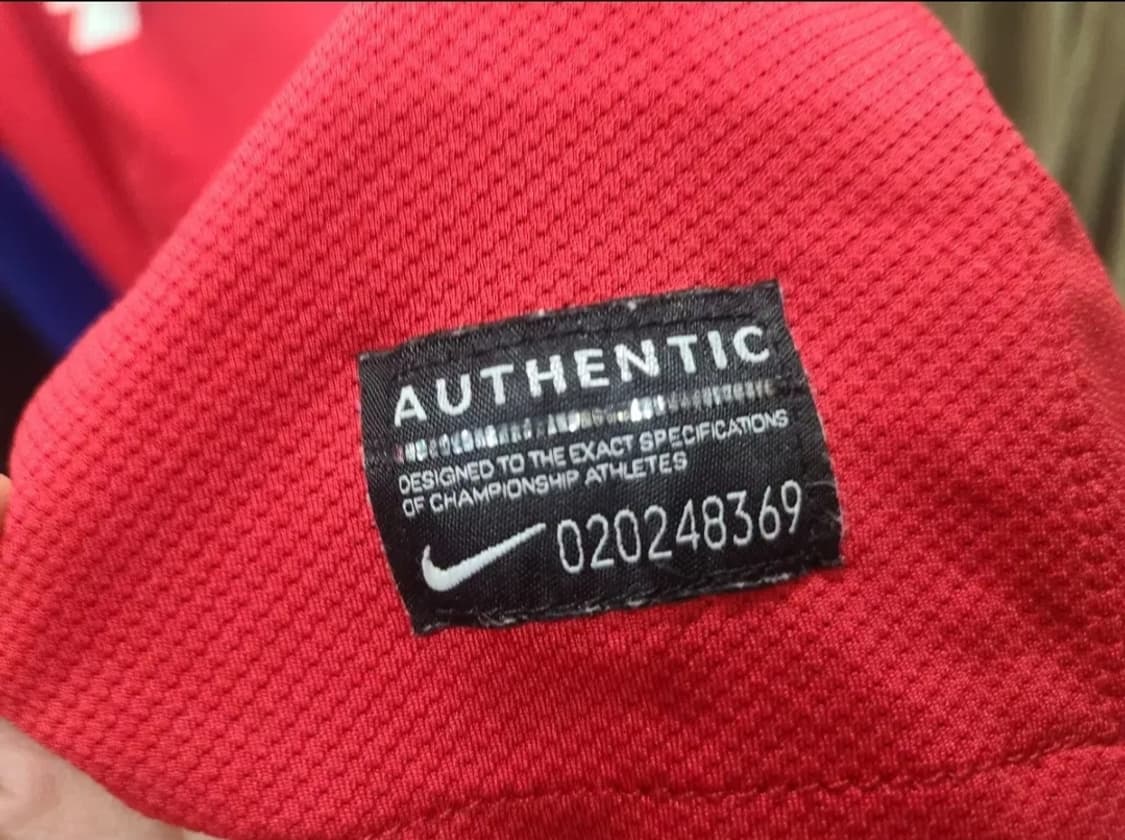 AUTHENTIC
DESIGNED TO THE EXACT SPECIFICATIONS
OF CHAMPIONSHIP ATHLETES
020248369